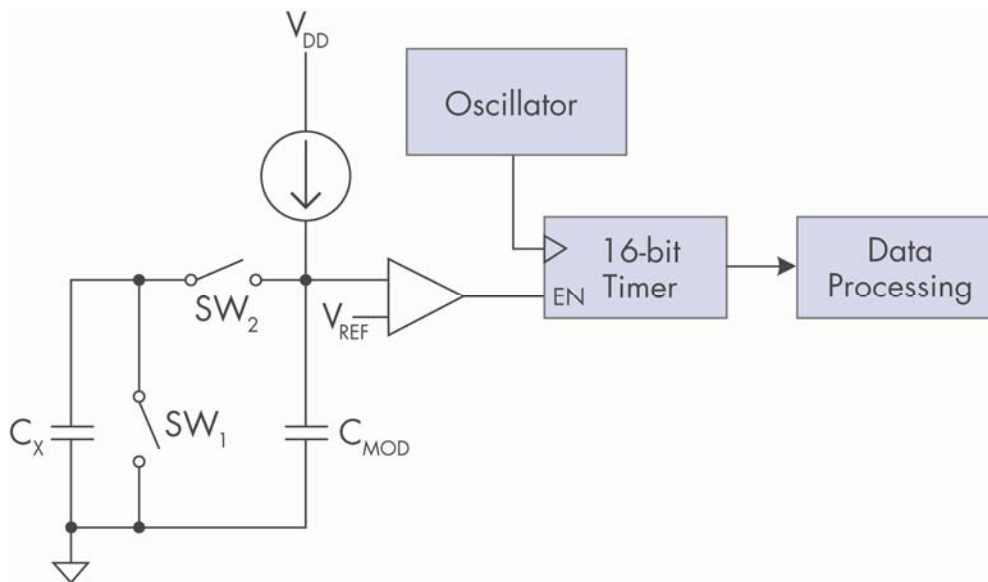 V_DD
Oscillator
16-bit
Timer
EN
Data
Processing
SW_2
V_REF
C_X
SW_1
C_MOD